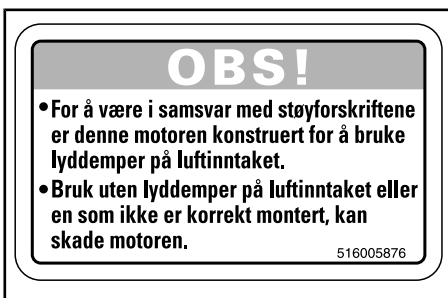 OBS!
•For å være i samsvar med støyforskriftene
er denne motoren konstruert for å bruke
lyddemper på luftinntaket.
•Bruk uten lyddemper på luftinntaket eller
en som ikke er korrekt montert, kan
skade motoren.
516005876